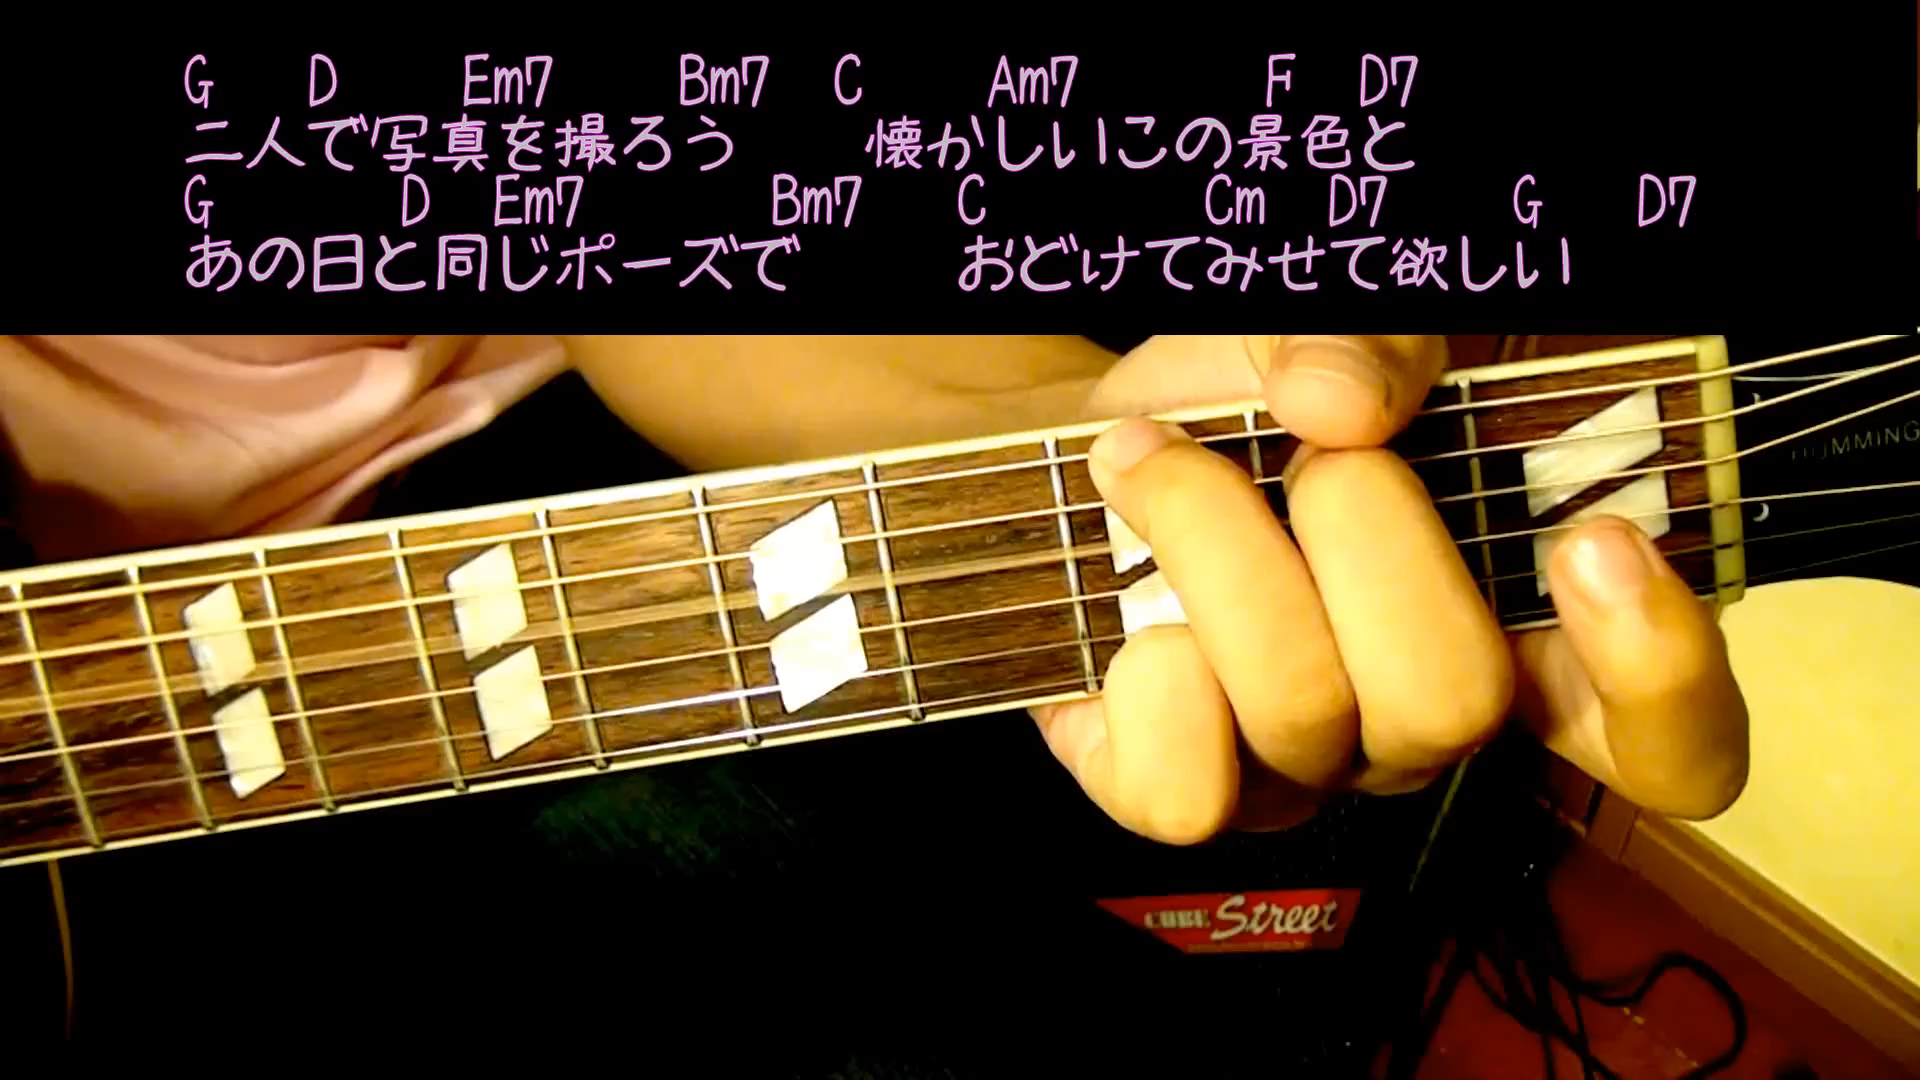 G D Em7 Bm7 C Am7 F D7
二人で写真を撮ろう 懐かしいこの景色と
G D Em7 Bm7 C Cm D7 G D7
あの日と同じポーズで おどけてみせて欲しい
HUMMING
CUBE Street